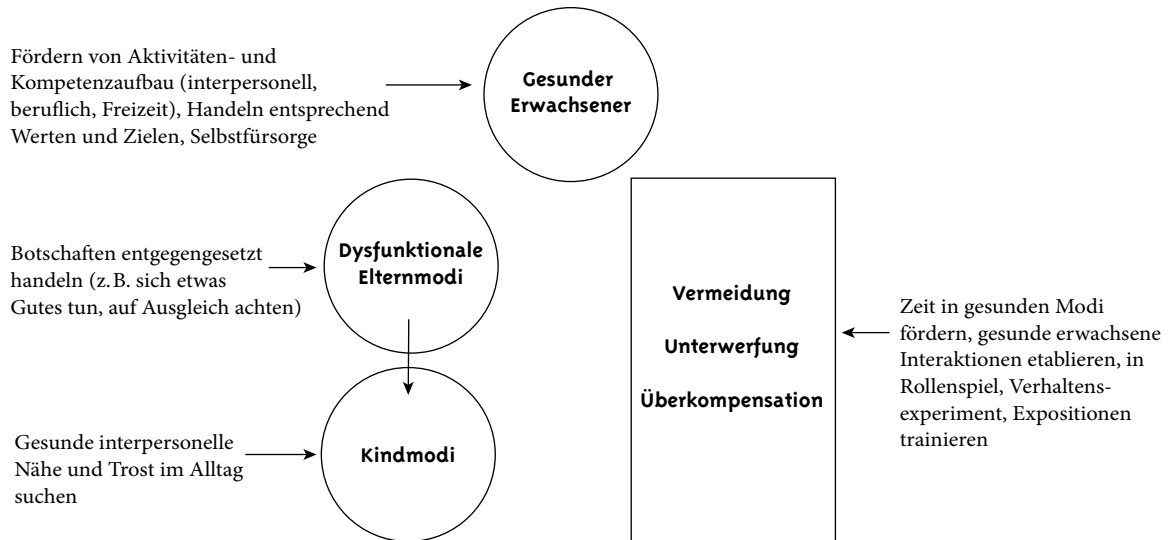 Fördern von Aktivitäten- und
Kompetenzaufbau (interpersonell,
beruflich, Freizeit), Handeln entsprechend
Werten und Zielen, Selbstfürsorge
Gesunder
Erwachsener
Botschaften entgegengesetzt
handeln (z. B. sich etwas
Gutes tun, auf Ausgleich achten)
Dysfunktionale
Elternmodi
Vermeidung
Unterwerfung
Überkompensation
Zeit in gesunden Modi
fördern, gesunde erwachsene
Interaktionen etablieren, in
Rollenspiel, Verhaltens-
experiment, Expositionen
trainieren
Gesunde interpersonelle
Nähe und Trost im Alltag
suchen
Kindmodi